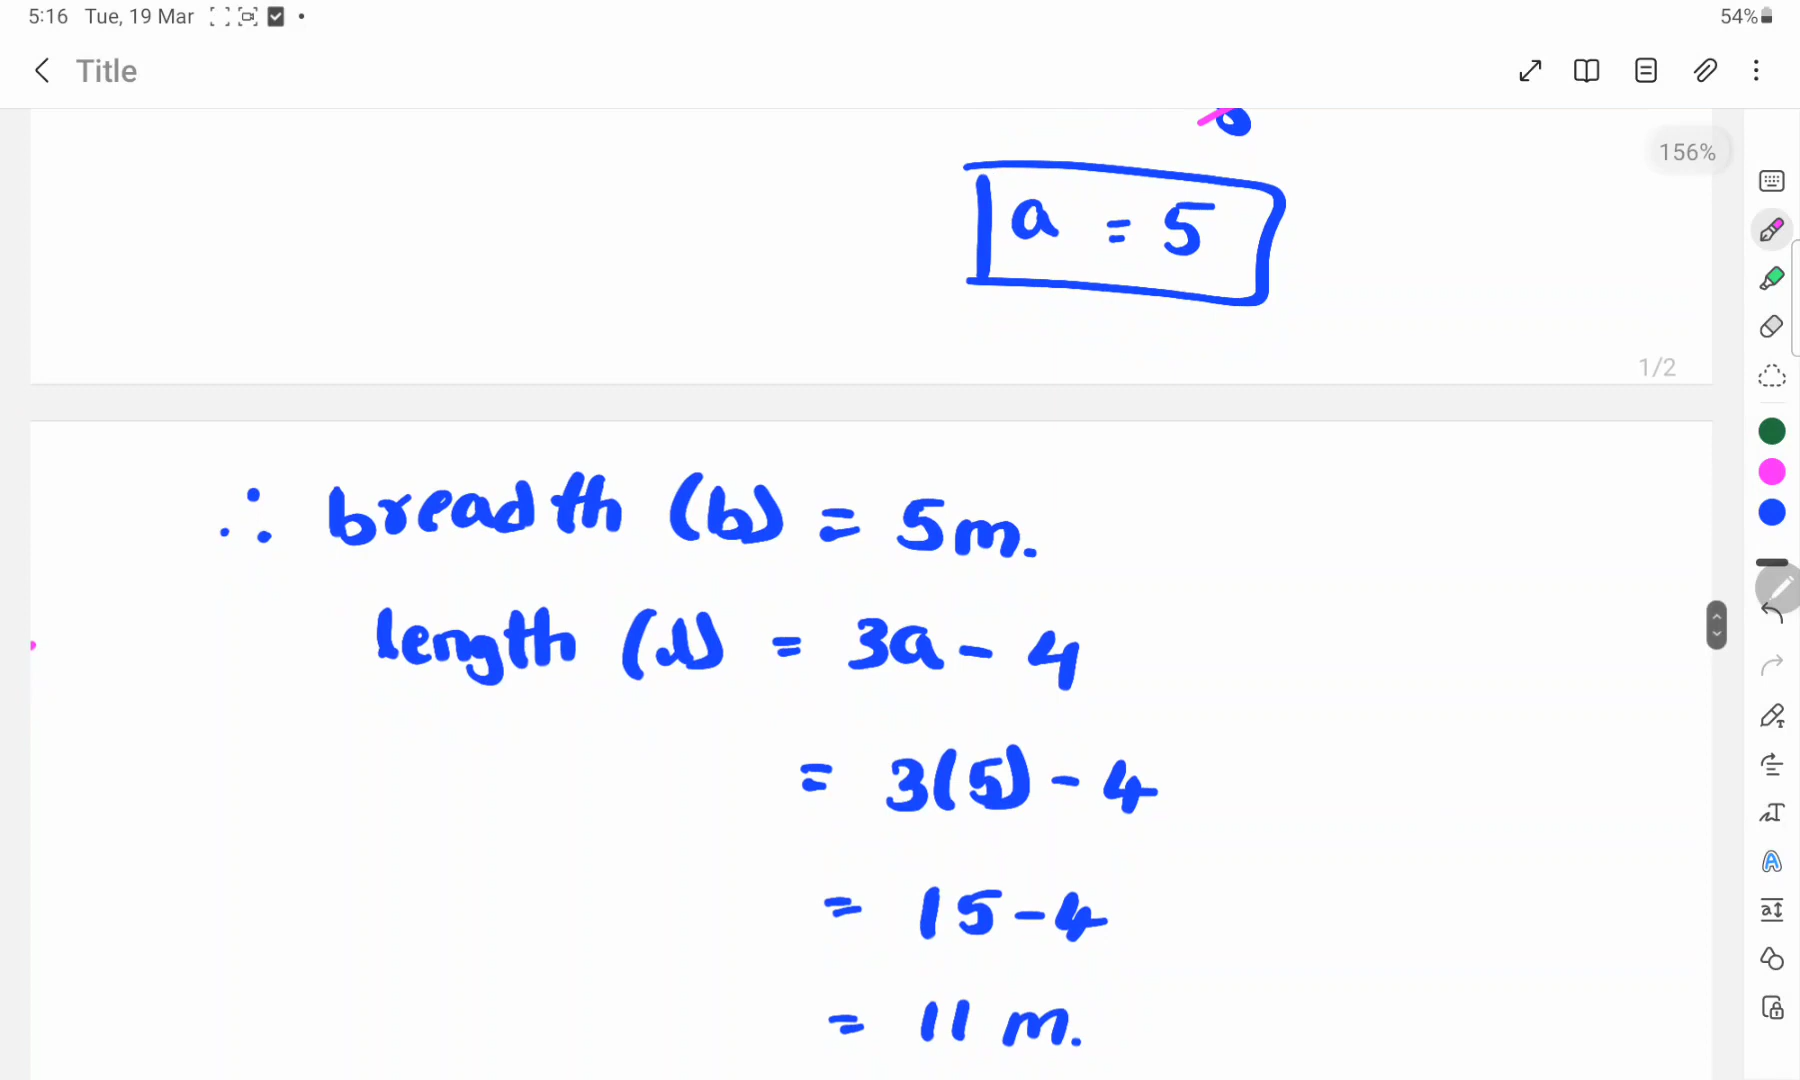 5:16 Tue, 19 Mar
54%
Title
156%
a = 5
1/2
∴ breadth (b) = 5m.
length (l) = 3a - 4
= 3(5) - 4
= 15 - 4
= 11 m.